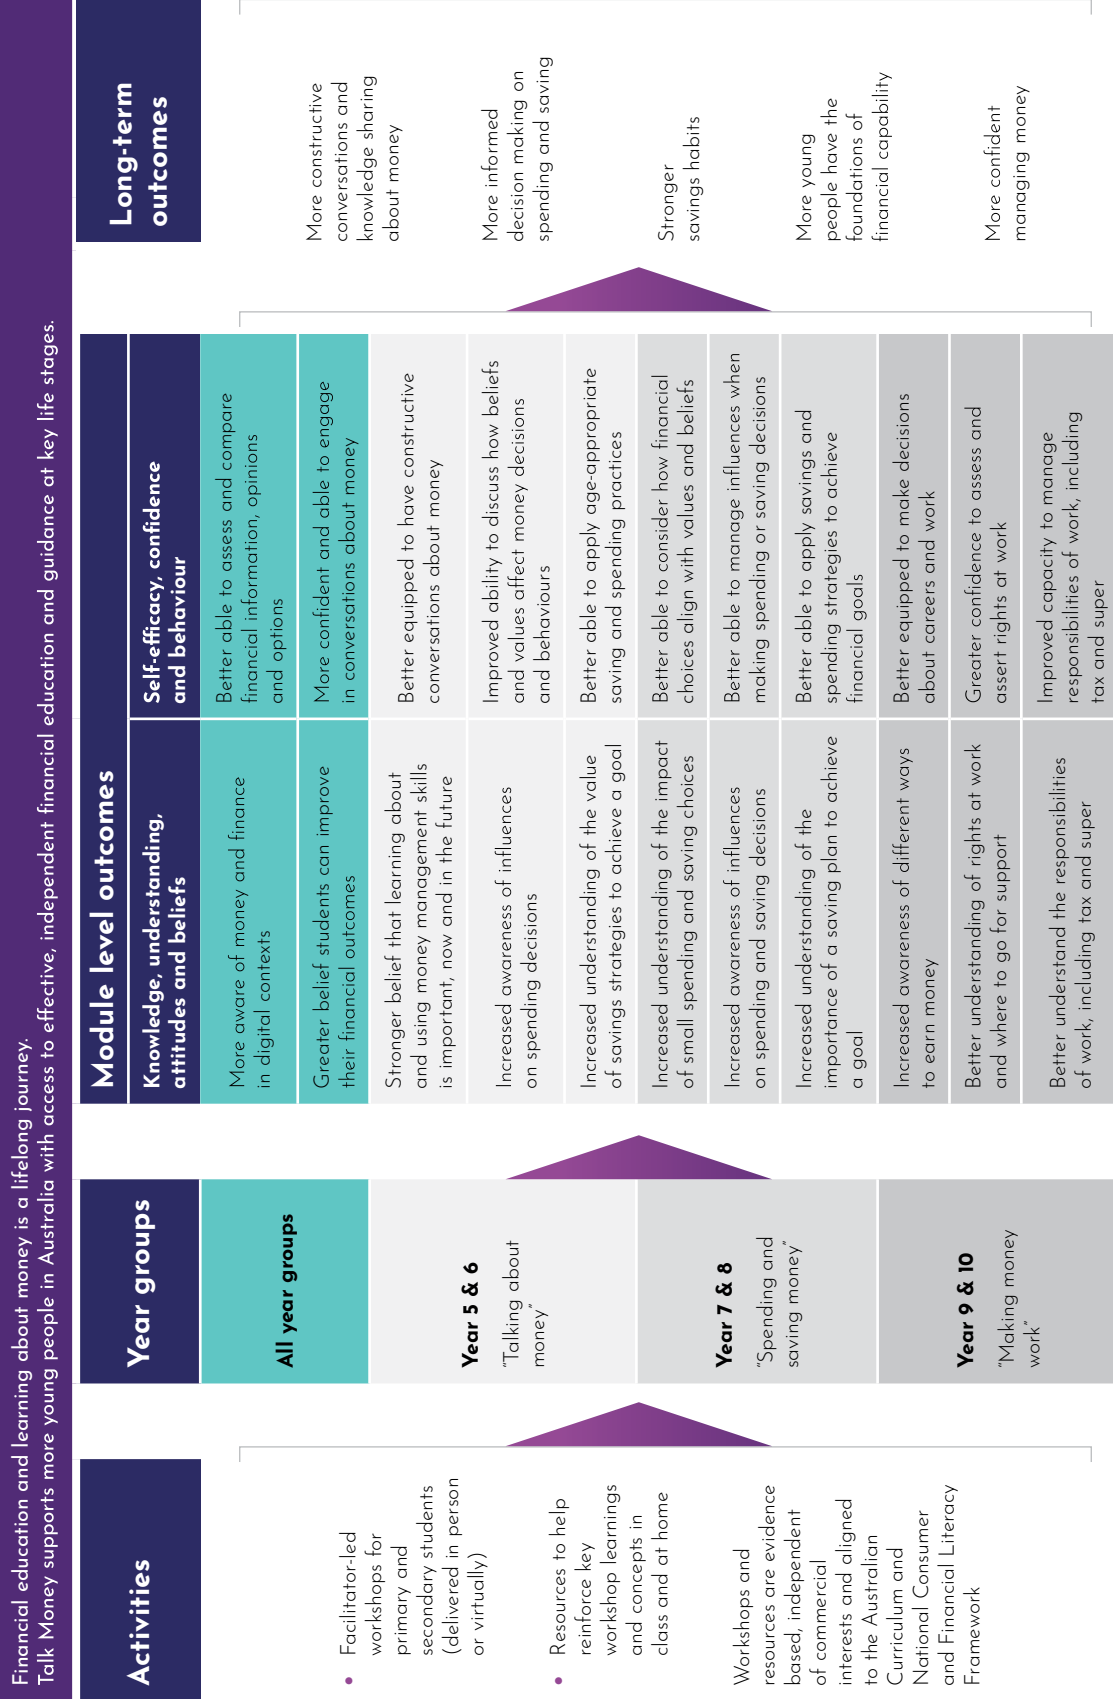 Financial education and learning about money is a lifelong journey.
Talk Money supports more young people in Australia with access to effective, independent financial education and guidance at key life stages.
Activities
• Facilitator-led
workshops for
primary and
secondary students
(delivered in person
or virtually)
• Resources to help
reinforce key
workshop learnings
and concepts in
class and at home
Workshops and
resources are evidence
based, independent
of commercial
interests and aligned
to the Australian
Curriculum and
National Consumer
and Financial Literacy
Framework
Year groups
All year groups
Year 5 & 6
“Talking about
money”
Year 7 & 8
“Spending and
saving money”
Year 9 & 10
“Making money
work”
Module level outcomes
Knowledge, understanding,
attitudes and beliefs
Self-efficacy, confidence
and behaviour
More aware of money and finance
in digital contexts
Better able to assess and compare
financial information, opinions
and options
Greater belief students can improve
their financial outcomes
More confident and able to engage
in conversations about money
Stronger belief that learning about
and using money management skills
is important, now and in the future
Better equipped to have constructive
conversations about money
Increased awareness of influences
on spending decisions
Improved ability to discuss how beliefs
and values affect money decisions
and behaviours
Increased understanding of the value
of savings strategies to achieve a goal
Better able to apply age-appropriate
saving and spending practices
Increased understanding of the impact
of small spending and saving choices
Better able to consider how financial
choices align with values and beliefs
Increased awareness of influences
on spending and saving decisions
Better able to manage influences when
making spending or saving decisions
Increased understanding of the
importance of a saving plan to achieve
a goal
Better able to apply savings and
spending strategies to achieve
financial goals
Increased awareness of different ways
to earn money
Better equipped to make decisions
about careers and work
Better understanding of rights at work
and where to go for support
Greater confidence to assess and
assert rights at work
Better understand the responsibilities
of work, including tax and super
Improved capacity to manage
responsibilities of work, including
tax and super
Long-term
outcomes
More constructive
conversations and
knowledge sharing
about money
More informed
decision making on
spending and saving
Stronger
savings habits
More young
people have the
foundations of
financial capability
More confident
managing money